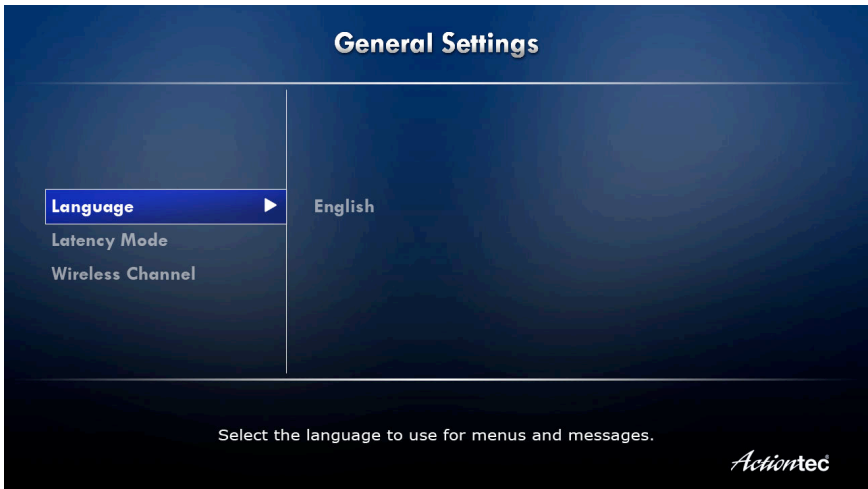 General Settings
Language
English
Latency Mode
Wireless Channel
Select the language to use for menus and messages.
Actiontec